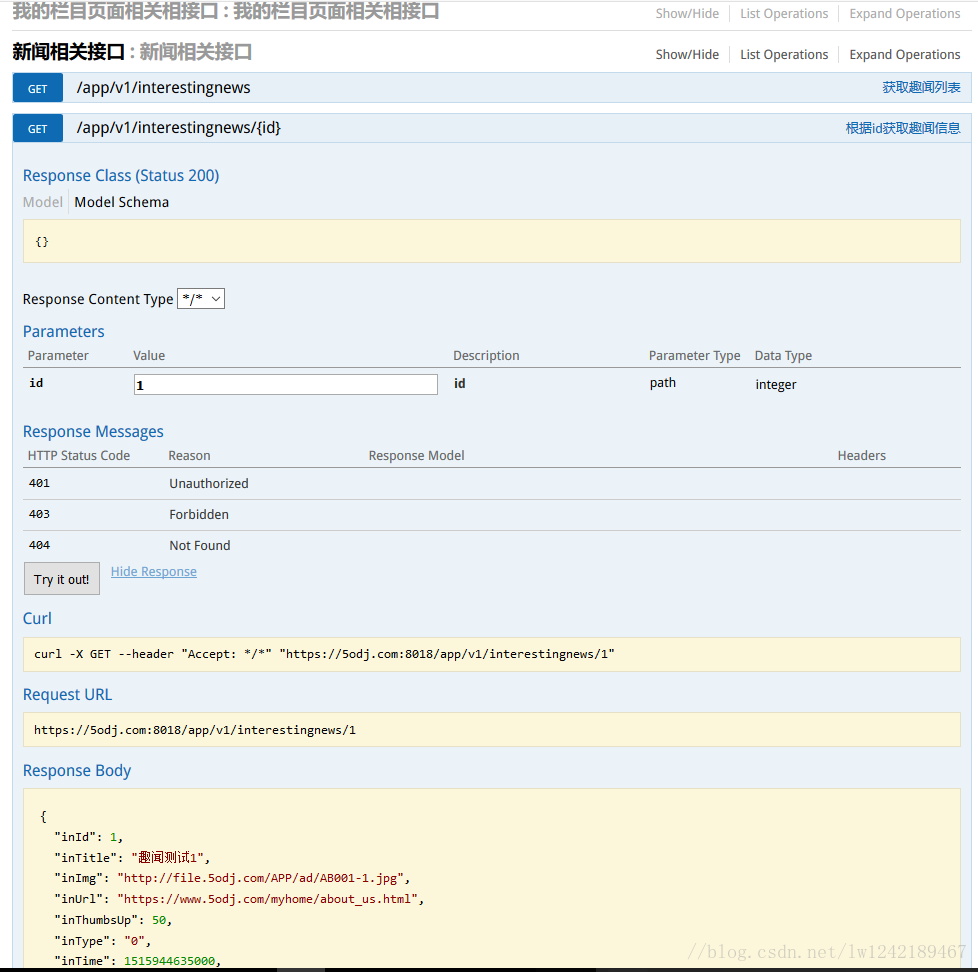 我的栏目页面相关相接口 : 我的栏目页面相关相接口 Show/Hide List Operations Expand Operations
新闻相关接口 : 新闻相关接口 Show/Hide List Operations Expand Operations
GET /app/v1/interestingnews 获取趣闻列表
GET /app/v1/interestingnews/{id} 根据id获取趣闻信息
Response Class (Status 200)
Model Model Schema
{}
Response Content Type */*
Parameters
Parameter Value Description Parameter Type Data Type
id 1 id path integer
Response Messages
HTTP Status Code Reason Response Model Headers
401 Unauthorized
403 Forbidden
404 Not Found
Try it out! Hide Response
Curl
curl -X GET --header "Accept: */*" "https://5odj.com:8018/app/v1/interestingnews/1"
Request URL
https://5odj.com:8018/app/v1/interestingnews/1
Response Body
{
"inId": 1,
"inTitle": "趣闻测试1",
"inImg": "http://file.5odj.com/APP/ad/AB001-1.jpg",
"inUrl": "https://www.5odj.com/myhome/about_us.html",
"inThumbsUp": 50,
"inType": "0",
"inTime": 1515944635000,
//blog.csdn.net/lw1242189467